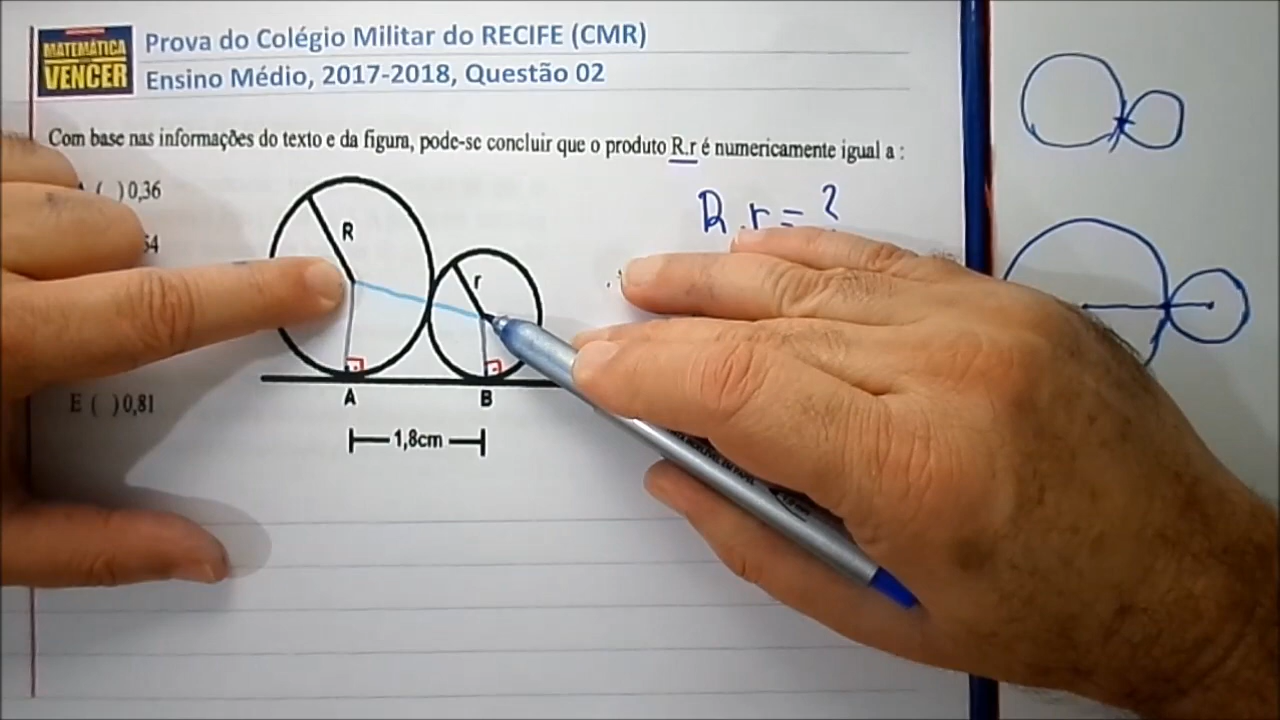 MATEMÁTICA
VENCER
Prova do Colégio Militar do RECIFE (CMR)
Ensino Médio, 2017-2018, Questão 02
Com base nas informações do texto e da figura, pode-se concluir que o produto R.r é numericamente igual a :
( ) 0,36
R . r = ?
R
r
E ( ) 0,81
A
B
1,8cm